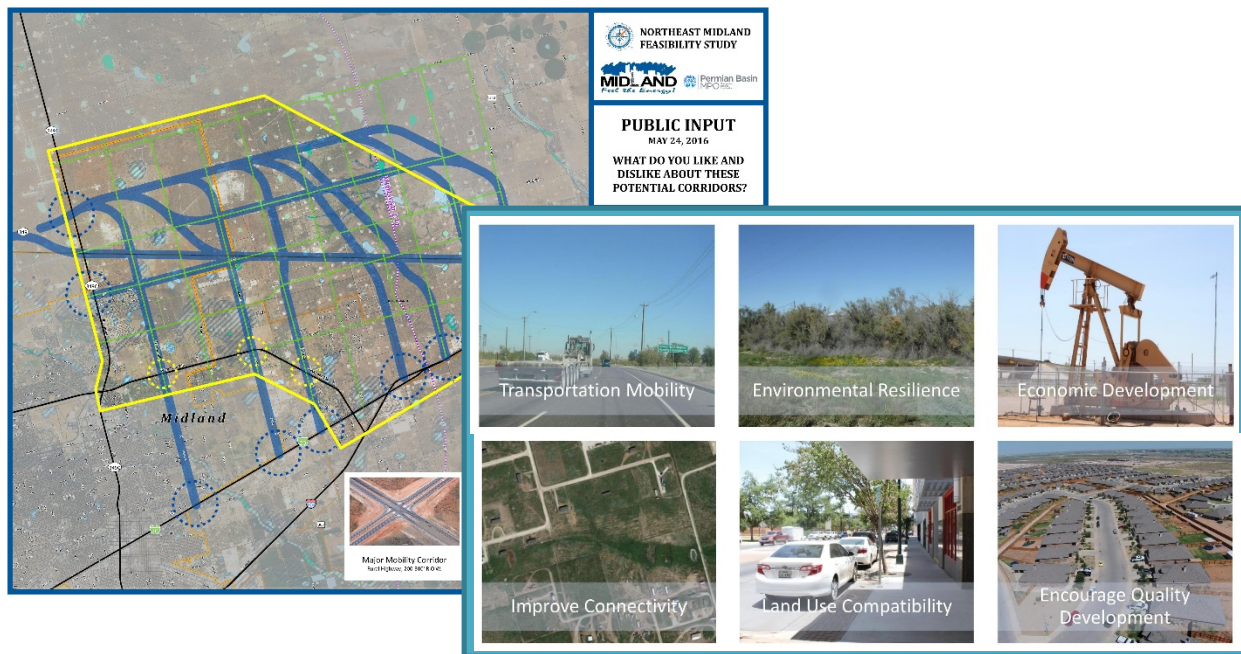 NORTHEAST MIDLAND
FEASIBILITY STUDY
MIDLAND
Feel the Energy!
Permian Basin
MPO
PUBLIC INPUT
MAY 24, 2016
WHAT DO YOU LIKE AND
DISLIKE ABOUT THESE
POTENTIAL CORRIDORS?
Midland
Major Mobility Corridor
Transportation Mobility
Environmental Resilience
Economic Development
Improve Connectivity
Land Use Compatibility
Encourage Quality
Development